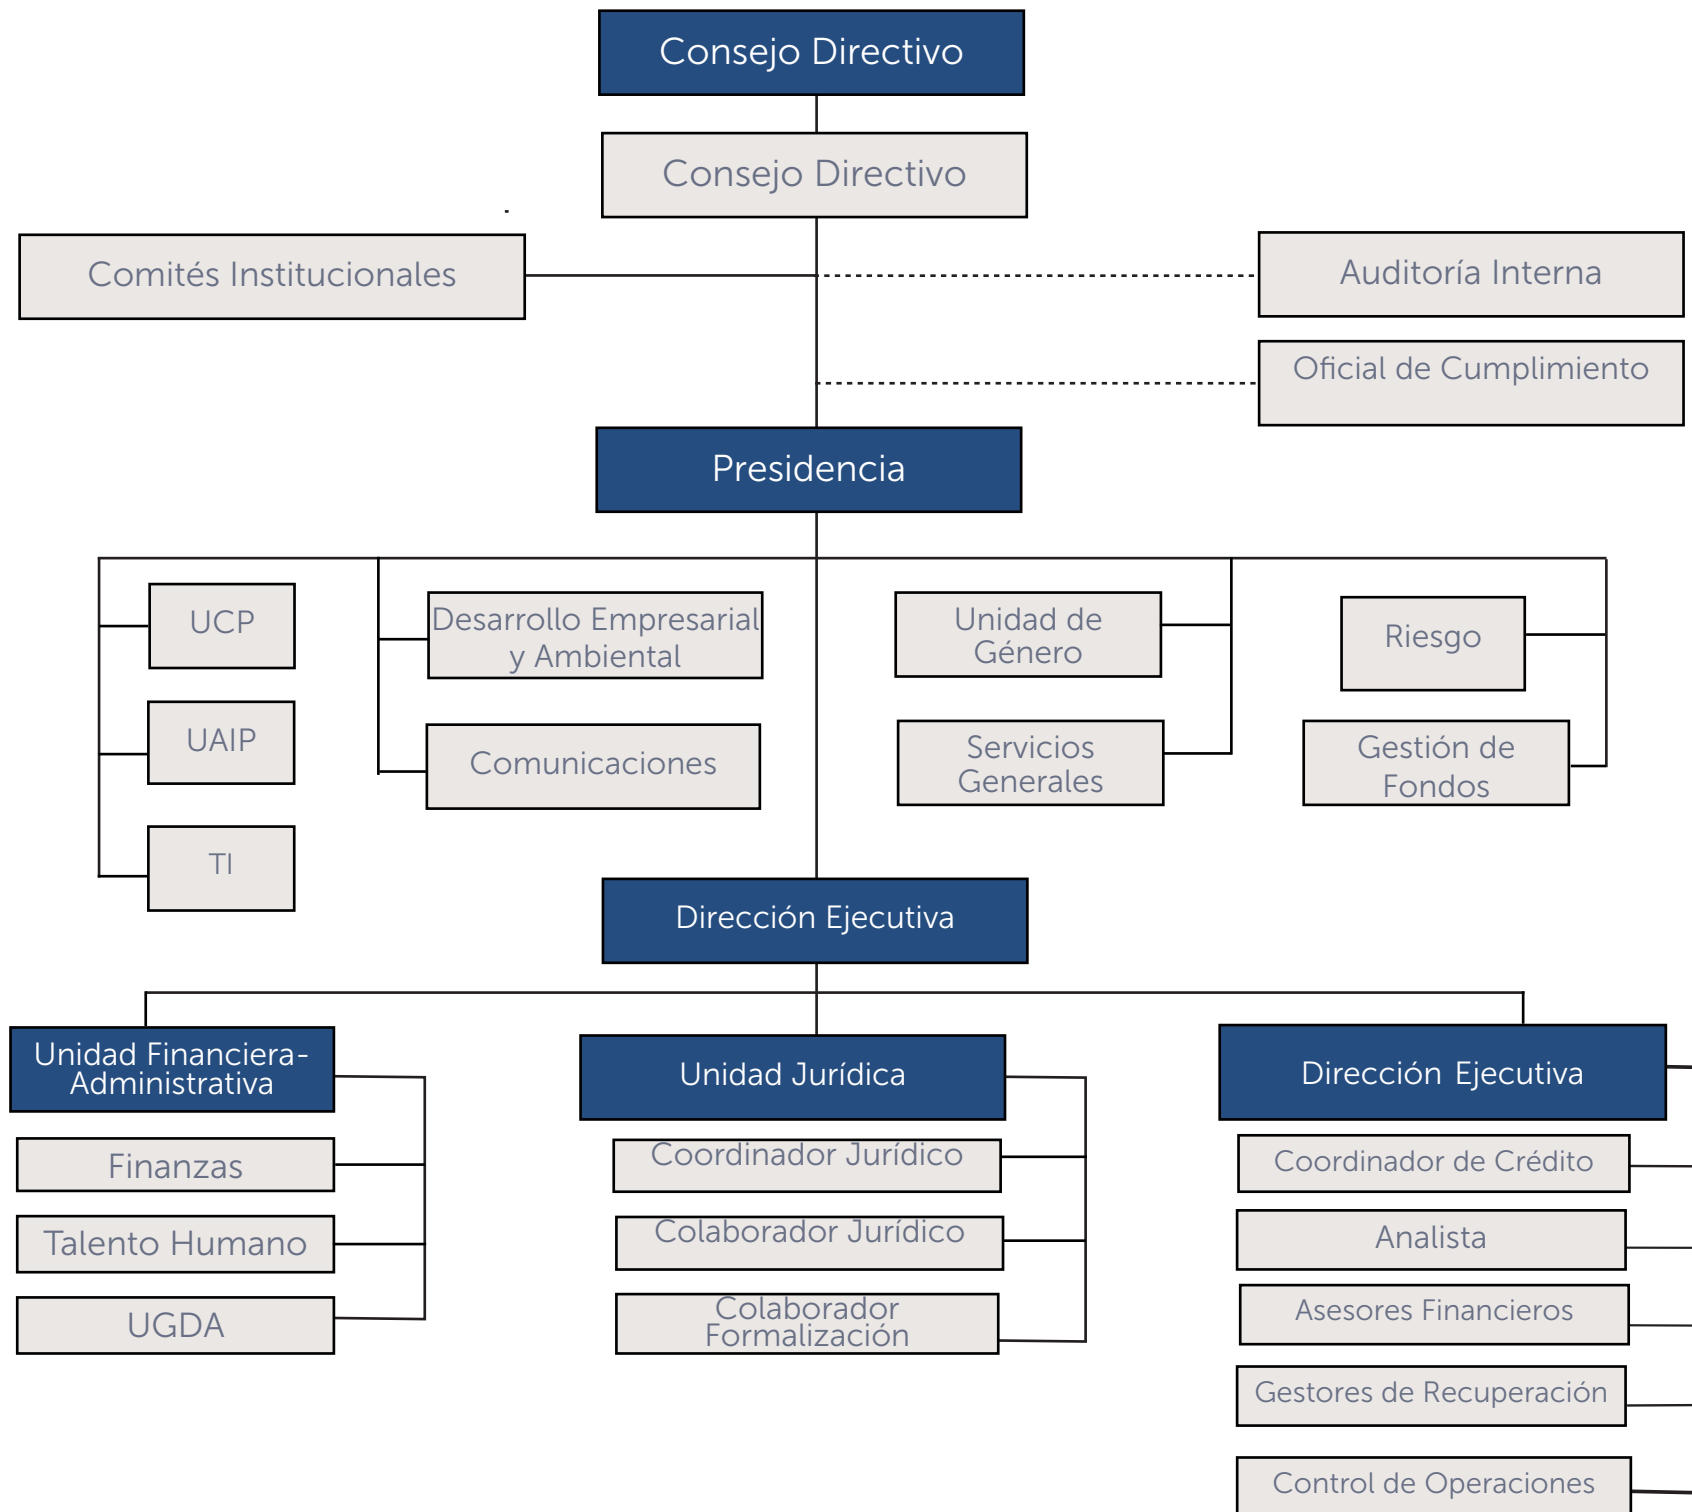 Consejo Directivo
Consejo Directivo
Comités Institucionales
Auditoría Interna
Oficial de Cumplimiento
Presidencia
UCP
Desarrollo Empresarial
y Ambiental
Unidad de
Género
Riesgo
UAIP
Comunicaciones
Servicios
Generales
Gestión de
Fondos
TI
Dirección Ejecutiva
Unidad Financiera-
Administrativa
Finanzas
Talento Humano
UGDA
Unidad Jurídica
Coordinador Jurídico
Colaborador Jurídico
Colaborador
Formalización
Dirección Ejecutiva
Coordinador de Crédito
Analista
Asesores Financieros
Gestores de Recuperación
Control de Operaciones